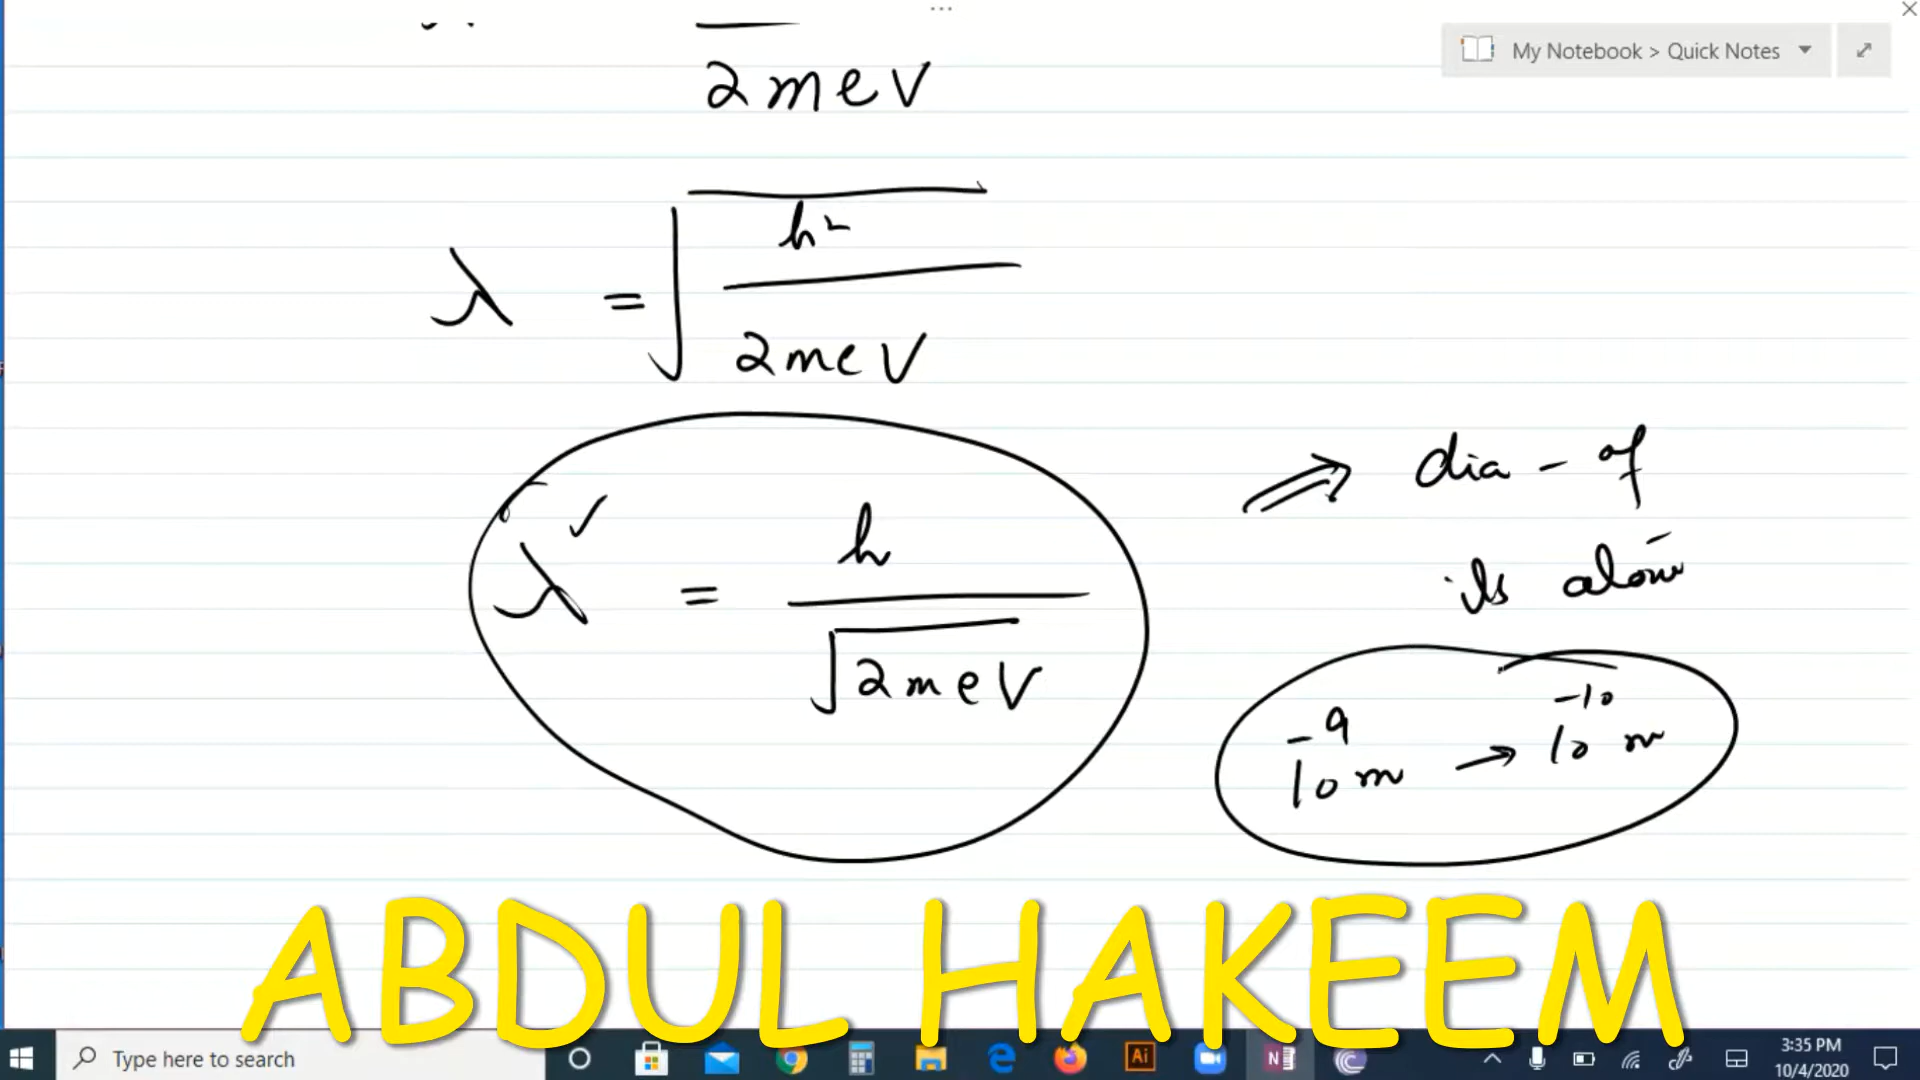 My Notebook > Quick Notes
2meV
λ = √h²/2meV
λ ✓ = h/√2meV
⇒ dia - of
its atom
10⁻⁹m → 10⁻¹⁰m
ABDUL HAKEEM
Type here to search
Ai
N
3:35 PM
10/4/2020